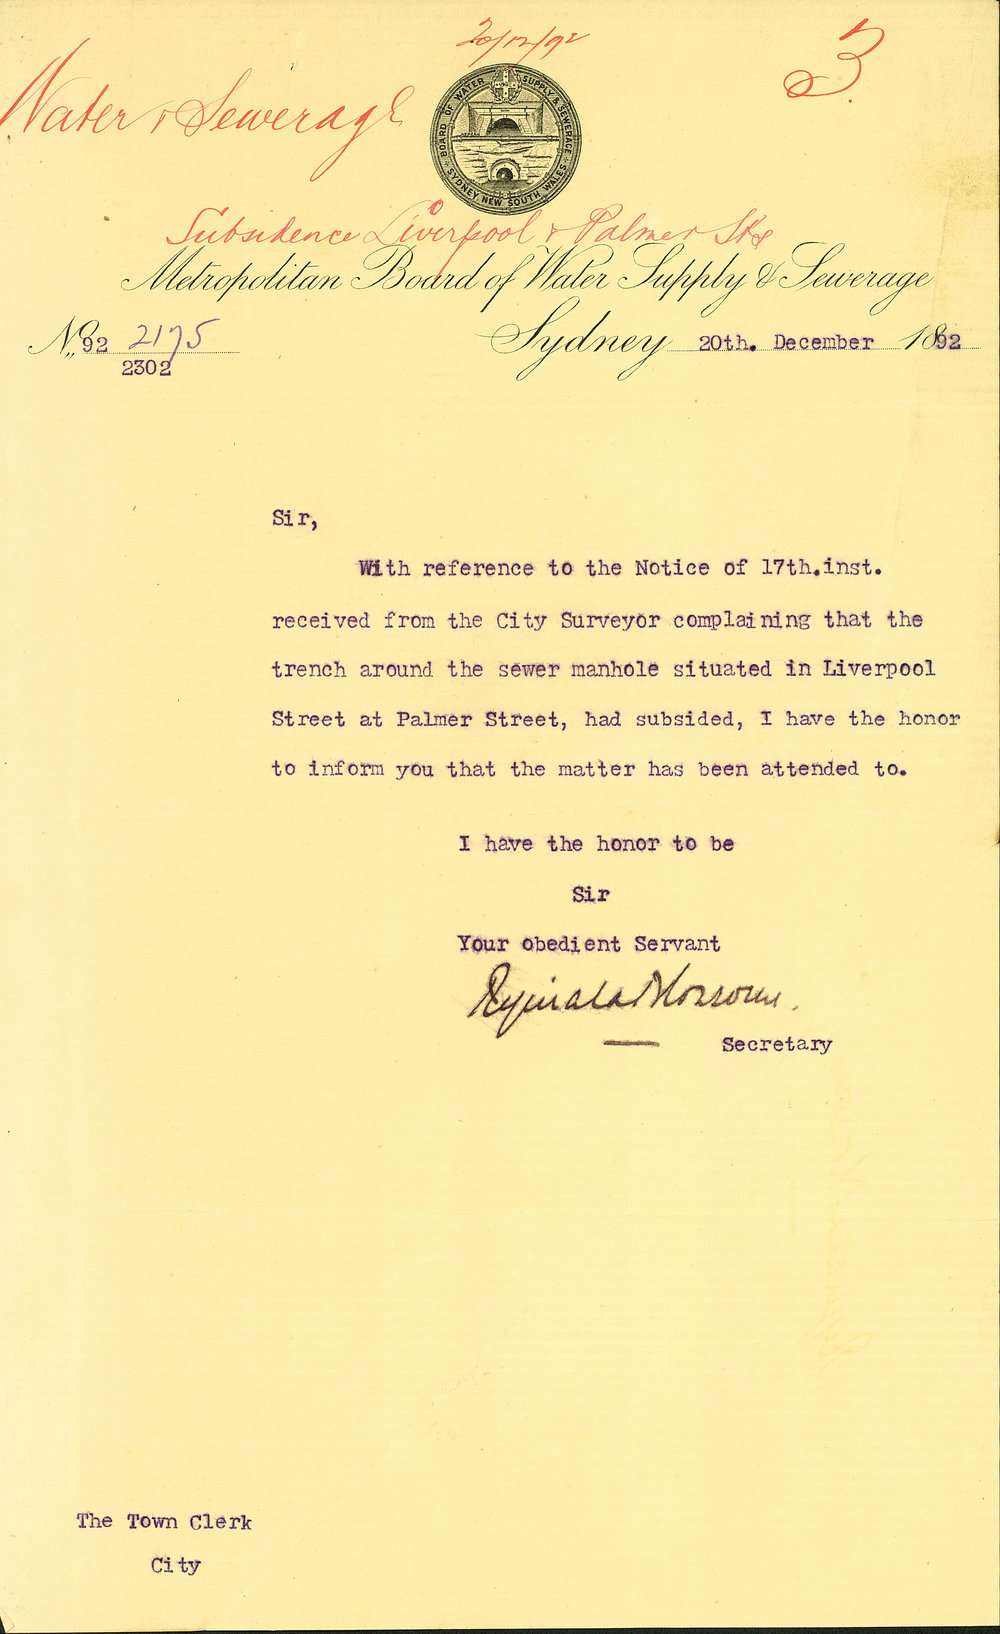 20/12/92
3
Water & Sewerage
BOARD OF WATER SUPPLY & SEWERAGE
SYDNEY, NEW SOUTH WALES
Subsidence Liverpool & Palmer Sts
Metropolitan Board of Water Supply & Sewerage
No. 92 2175
2302
Sydney 20th. December 1892
Sir,
With reference to the Notice of 17th.inst.
received from the City Surveyor complaining that the
trench around the sewer manhole situated in Liverpool
Street at Palmer Street, had subsided, I have the honor
to inform you that the matter has been attended to.
I have the honor to be
Sir
Your obedient Servant
Secretary
The Town Clerk
City